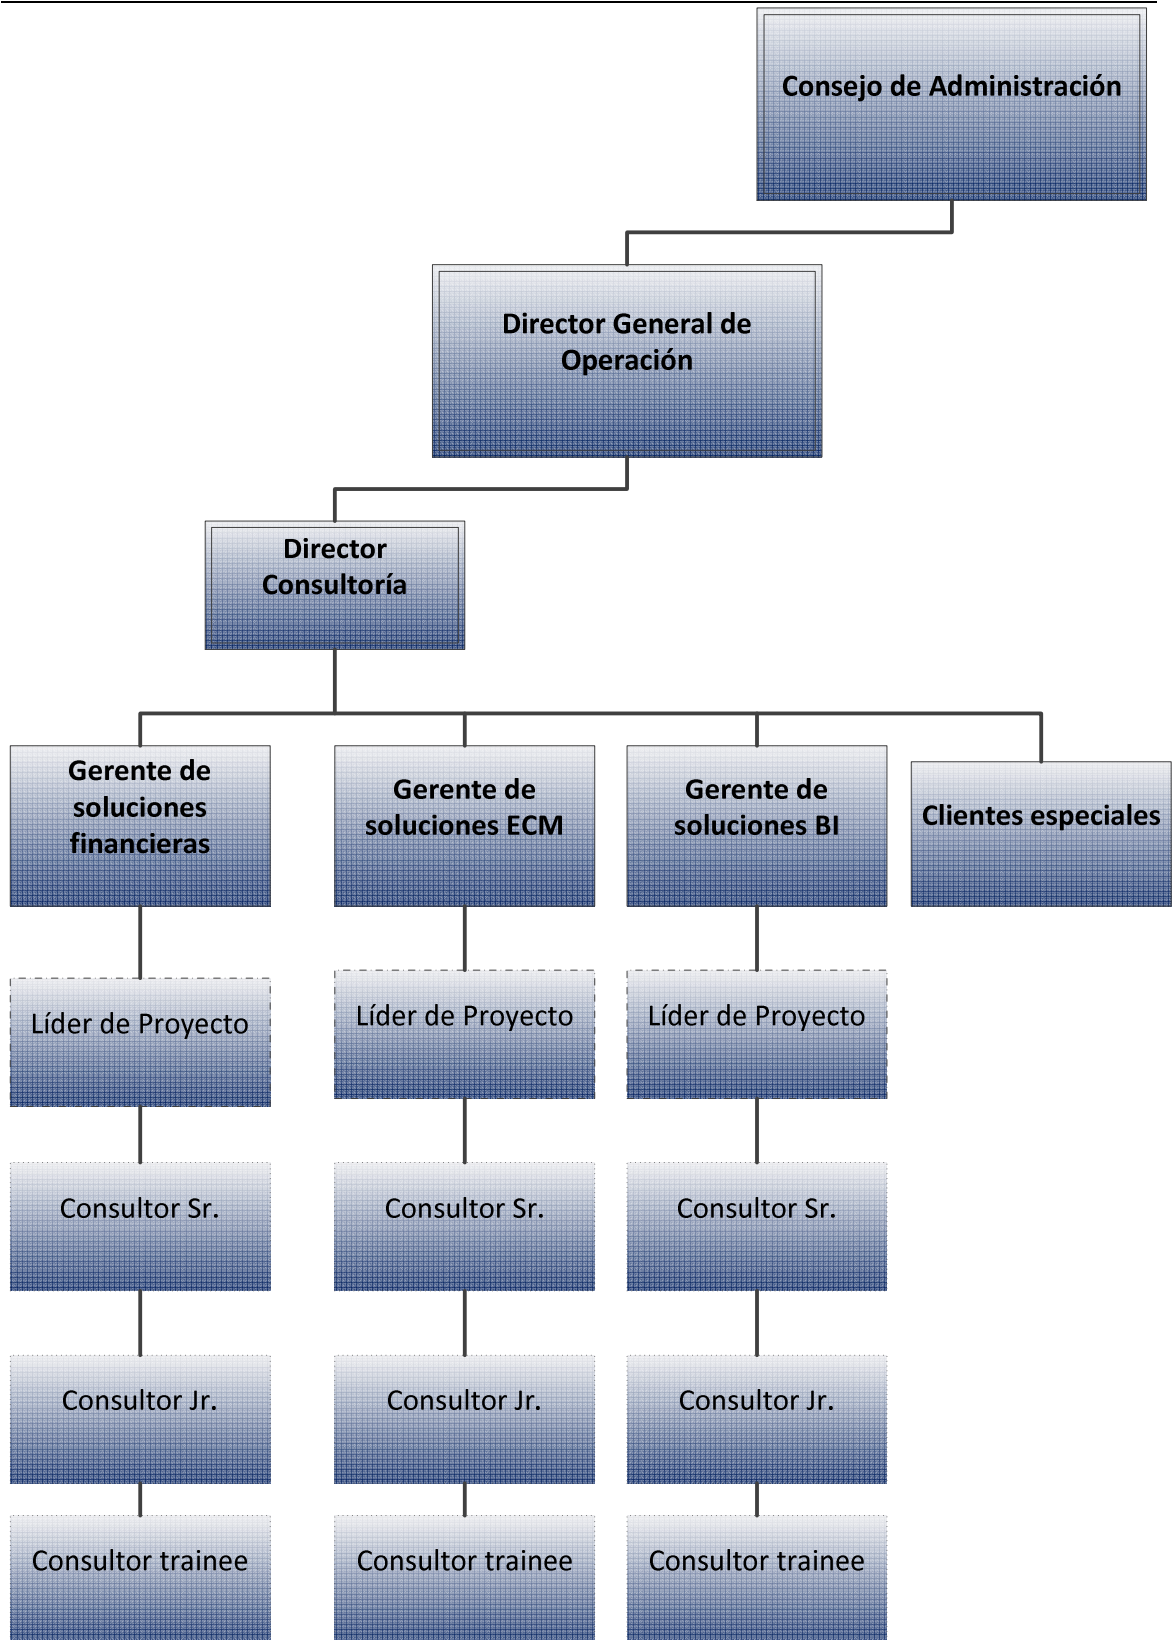 Consejo de Administración
Director General de
Operación
Director
Consultoría
Gerente de
soluciones
financieras
Gerente de
soluciones ECM
Gerente de
soluciones BI
Clientes especiales
Líder de Proyecto
Líder de Proyecto
Líder de Proyecto
Consultor Sr.
Consultor Sr.
Consultor Sr.
Consultor Jr.
Consultor Jr.
Consultor Jr.
Consultor trainee
Consultor trainee
Consultor trainee